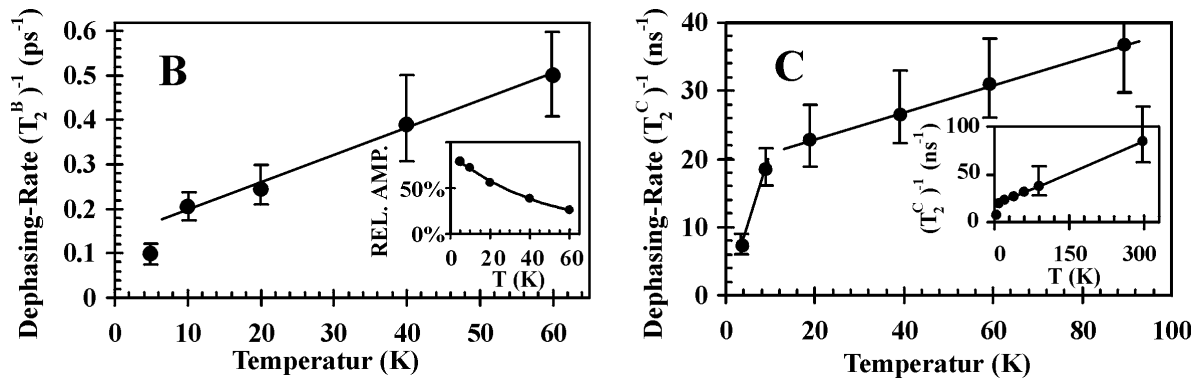 B
Dephasing-Rate (T₂ᴮ)⁻¹ (ps⁻¹)
0.6
0.5
0.4
0.3
0.2
0.1
0
0 10 20 40 60
Temperatur (K)
REL. AMP.
50%
0%
0 20 40 60
T (K)
C
Dephasing-Rate (T₂ᶜ)⁻¹ (ns⁻¹)
40
30
20
10
0
0 20 40 60 80 100
Temperatur (K)
(T₂ᶜ)⁻¹ (ns⁻¹)
100
50
0
0 150 300
T (K)